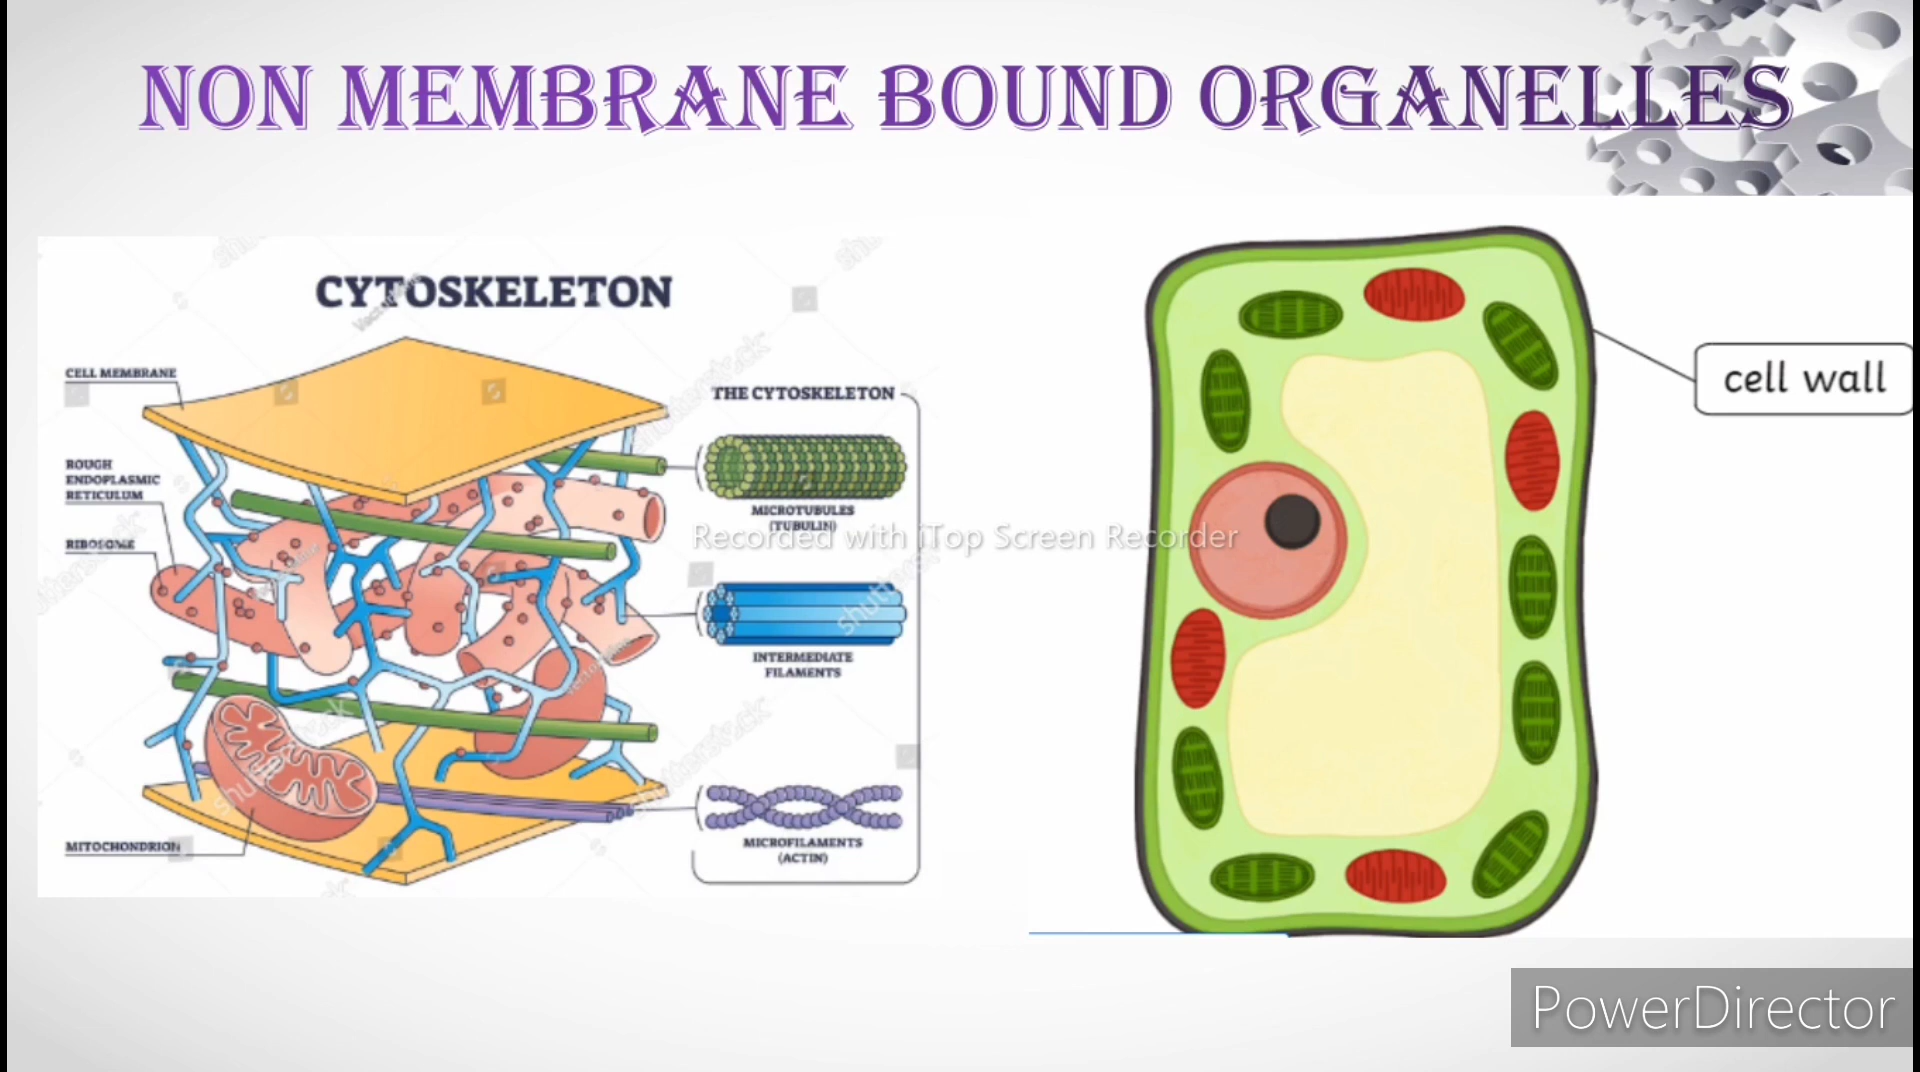 NON MEMBRANE BOUND ORGANELLES
CYTOSKELETON
CELL MEMBRANE
ROUGH
ENDOPLASMIC
RETICULUM
RIBOSOME
MITOCHONDRION
THE CYTOSKELETON
MICROTUBULES
(TUBULIN)
INTERMEDIATE
FILAMENTS
MICROFILAMENTS
(ACTIN)
Recorded with iTop Screen Recorder
cell wall
PowerDirector
shutterstock